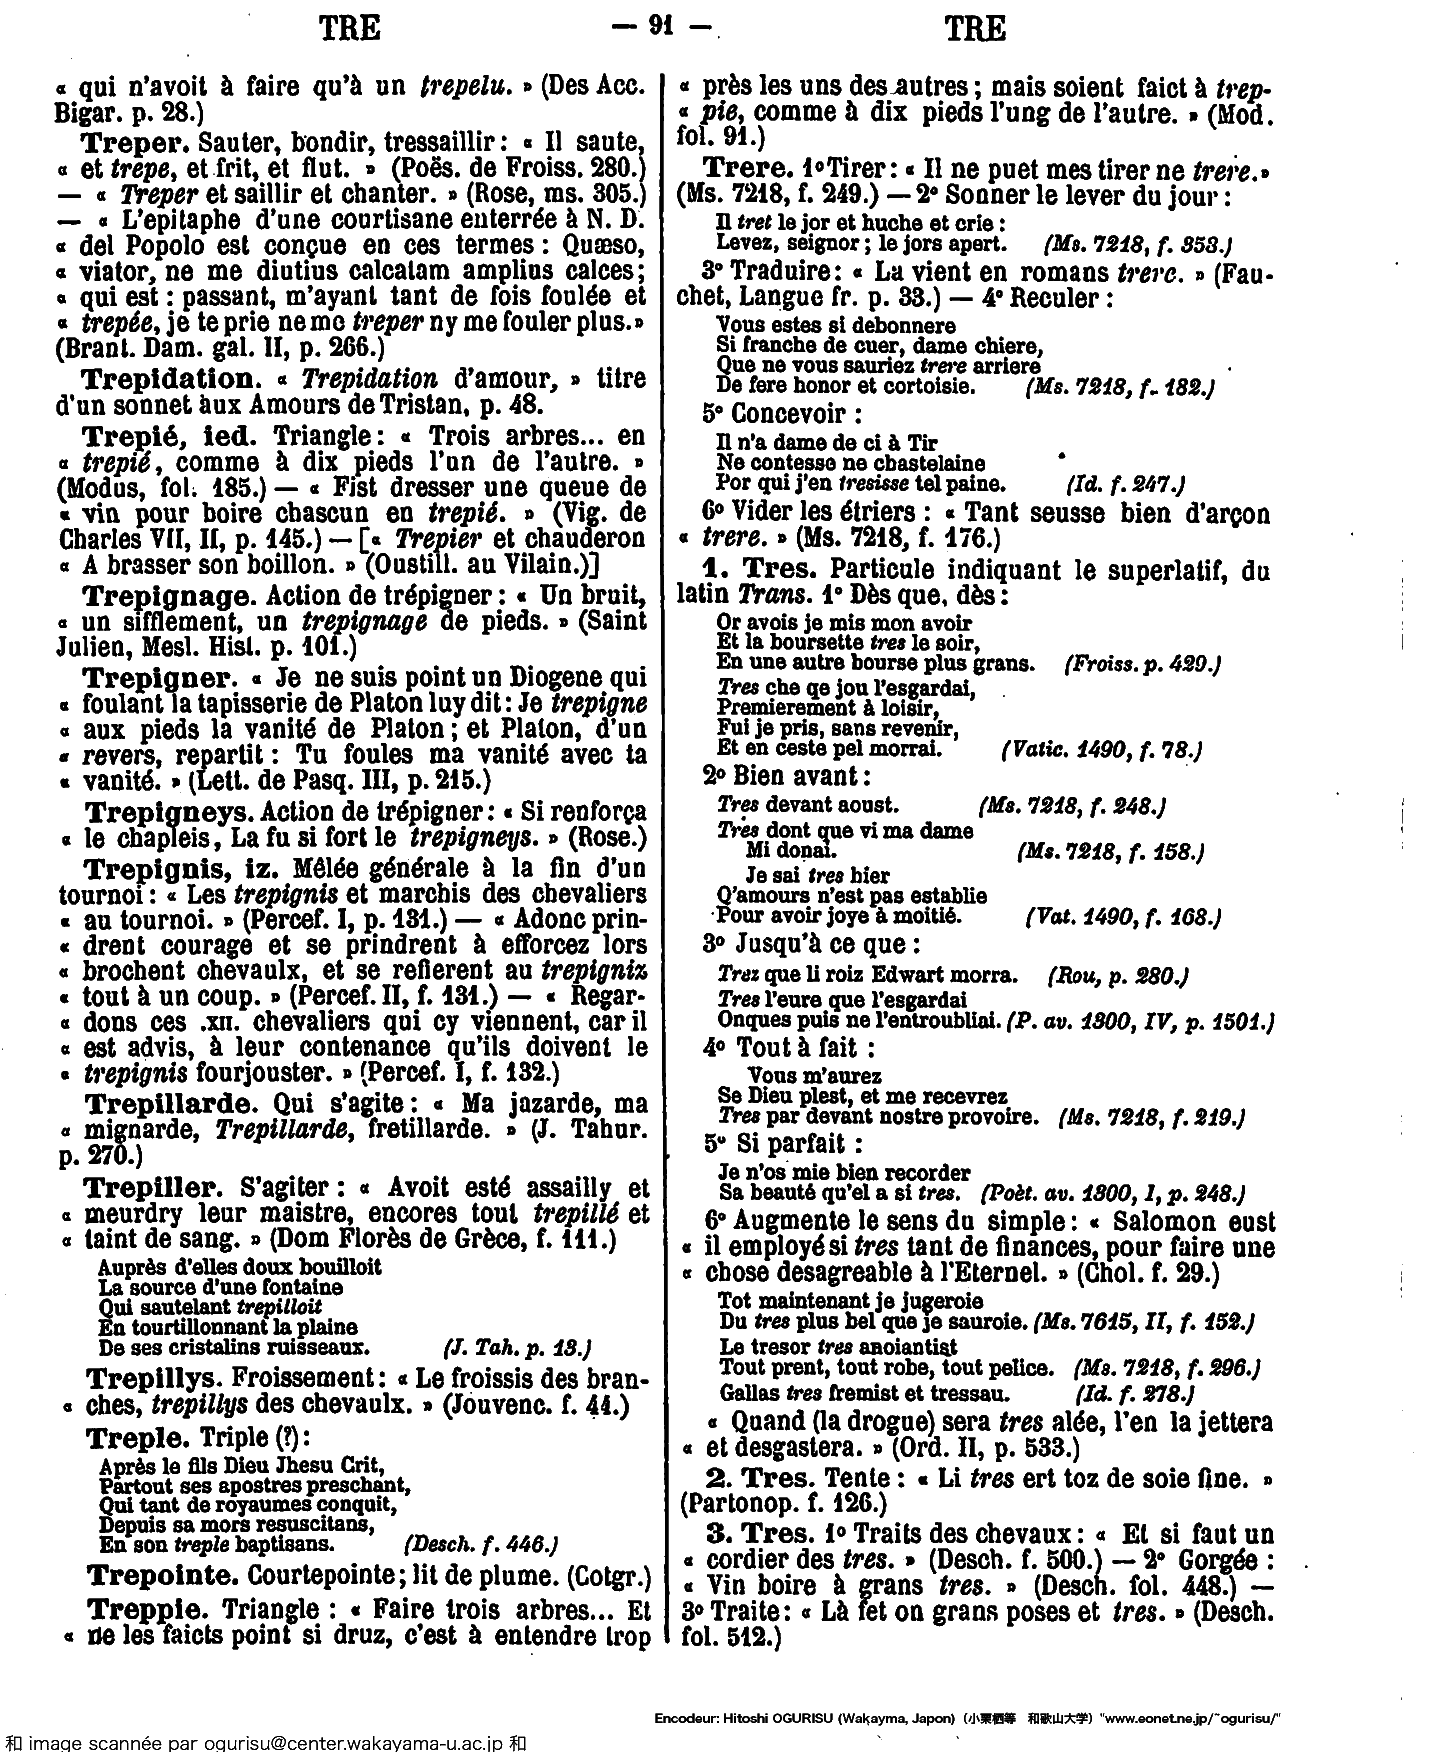 TRE — 91 — TRE
« qui n'avoit à faire qu'à un trepelu. » (Des Acc.
Bigar. p. 28.)
Treper. Sauter, bondir, tressaillir : « Il saute,
« et trepe, et frit, et flut. » (Poës. de Froiss. 280.)
— « Treper et saillir et chanter. » (Rose, ms. 305.)
— « L'epitaphe d'une courtisane enterrée à N. D.
« del Popolo est conçue en ces termes : Quæso,
« viator, ne me diutius calcatam amplius calces ;
« qui est : passant, m'ayant tant de fois foulée et
« trepée, je te prie ne me treper ny me fouler plus. »
(Brant. Dam. gal. II, p. 266.)
Trepidation. « Trepidation d'amour, » titre
d'un sonnet aux Amours de Tristan, p. 48.
Trepié, ied. Triangle : « Trois arbres... en
« trepié, comme à dix pieds l'un de l'autre. »
(Modus, fol. 185.) — « Fist dresser une queue de
« vin pour boire chascun en trepié. » (Vig. de
Charles VII, II, p. 145.) — [« Trepier et chauderon
« A brasser son boillon. » (Oustill. au Vilain.)]
Trepignage. Action de trépigner : « Un bruit,
« un sifflement, un trepignage de pieds. » (Saint
Julien, Mesl. Hist. p. 101.)
Trepigner. « Je ne suis point un Diogene qui
« foulant la tapisserie de Platon luy dit : Je trepigne
« aux pieds la vanité de Platon ; et Platon, d'un
« revers, repartit : Tu foules ma vanité avec ta
« vanité. » (Lett. de Pasq. III, p. 215.)
Trepigneys. Action de trépigner : « Si renforça
« le chapleis, La fu si fort le trepigneys. » (Rose.)
Trepignis, iz. Mêlée générale à la fin d'un
tournoi : « Les trepignis et marchis des chevaliers
« au tournoi. » (Percef. I, p. 131.) — « Adonc prin-
« drent courage et se prindrent à efforcez lors
« brochent chevaulx, et se refierent au trepigniz
« tout à un coup. » (Percef. II, f. 131.) — « Regar-
« dons ces .XII. chevaliers qui cy viennent, car il
« est advis, à leur contenance qu'ils doivent le
« trepignis fourjouster. » (Percef. I, f. 132.)
Trepillarde. Qui s'agite : « Ma jazarde, ma
« mignarde, Trepillarde, fretillarde. » (J. Tahur.
p. 270.)
Trepiller. S'agiter : « Avoit esté assailly et
« meurdry leur maistre, encores tout trepillé et
« taint de sang. » (Dom Florès de Grèce, f. 111.)
Auprès d'elles doux bouilloit
La source d'une fontaine
Qui sautelant trepilloit
En tourtillonnant la plaine
De ses cristalins ruisseaux. (J. Tah. p. 13.)
Trepillys. Froissement : « Le froissis des bran-
« ches, trepillys des chevaulx. » (Jouvenc. f. 44.)
Treple. Triple (?) :
Après le fils Dieu Jhesu Crit,
Partout ses apostres preschant,
Qui tant de royaumes conquit,
Depuis sa mors resuscitans,
En son treple baptisans. (Desch. f. 446.)
Trepointe. Courtepointe ; lit de plume. (Cotgr.)
Treppie. Triangle : « Faire trois arbres... Et
« ne les faicts point si druz, c'est à entendre trop
« près les uns des autres ; mais soient faict à trep-
« pie, comme à dix pieds l'ung de l'autre. » (Mod.
fol. 91.)
Trere. 1º Tirer : « Il ne puet mes tirer ne trere. »
(Ms. 7218, f. 249.) — 2º Sonner le lever du jour :
Il tret le jor et huche et crie :
Levez, seignor ; le jors apert. (Ms. 7218, f. 353.)
3º Traduire : « La vient en romans trere. » (Fau-
chet, Langue fr. p. 33.) — 4º Reculer :
Vous estes si debonnere
Si franche de cuer, dame chiere,
Que ne vous sauriez trere arriere
De fere honor et cortoisie. (Ms. 7218, f. 182.)
5º Concevoir :
Il n'a dame de ci à Tir
Ne contesse ne chastelaine
Por qui j'en tresisse tel paine. (Id. f. 247.)
6º Vider les étriers : « Tant seusse bien d'arçon
« trere. » (Ms. 7218, f. 176.)
1. Tres. Particule indiquant le superlatif, du
latin Trans. 1º Dès que, dès :
Or avois je mis mon avoir
Et la boursette tres le soir,
En une autre bourse plus grans. (Froiss. p. 429.)
Tres che qe jou l'esgardai,
Premierement à loisir,
Fui je pris, sans revenir,
Et en ceste pel morrai. (Vatic. 1490, f. 78.)
2º Bien avant :
Tres devant aoust. (Ms. 7218, f. 248.)
Très dont que vi ma dame
Mi donai. (Ms. 7218, f. 158.)
Je sai tres hier
Q'amours n'est pas establie
Pour avoir joye à moitié. (Vat. 1490, f. 168.)
3º Jusqu'à ce que :
Trez que li roiz Edwart morra. (Rou, p. 280.)
Tres l'eure que l'esgardai
Onques puis ne l'entroubliai. (P. av. 1300, IV, p. 1501.)
4º Tout à fait :
Vous m'aurez
Se Dieu plest, et me recevrez
Tres par devant nostre provoire. (Ms. 7218, f. 219.)
5º Si parfait :
Je n'os mie bien recorder
Sa beauté qu'el a si tres. (Poèt. av. 1300, I, p. 248.)
6º Augmente le sens du simple : « Salomon eust
« il employé si tres tant de finances, pour faire une
« chose desagreable à l'Eternel. » (Chol. f. 29.)
Tot maintenant je jugeroie
Du tres plus bel que je sauroie. (Ms. 7615, II, f. 152.)
Le tresor tres anoiantist
Tout prent, tout robe, tout pelice. (Ms. 7218, f. 296.)
Gallas tres fremist et tressau. (Id. f. 278.)
« Quand (la drogue) sera tres alée, l'en la jettera
« et desgastera. » (Ord. II, p. 533.)
2. Tres. Tente : « Li tres ert toz de soie fine. »
(Partonop. f. 126.)
3. Tres. 1º Traits des chevaux : « Et si faut un
« cordier des tres. » (Desch. f. 500.) — 2º Gorgée :
« Vin boire à grans tres. » (Desch. fol. 448.) —
3º Traite : « Là fet on grans poses et tres. » (Desch.
fol. 512.)
Encodeur: Hitoshi OGURISU (Wakayma, Japon) (小栗栖等 和歌山大学) "www.eonet.ne.jp/~ogurisu/"
和 image scannée par ogurisu@center.wakayama-u.ac.jp 和